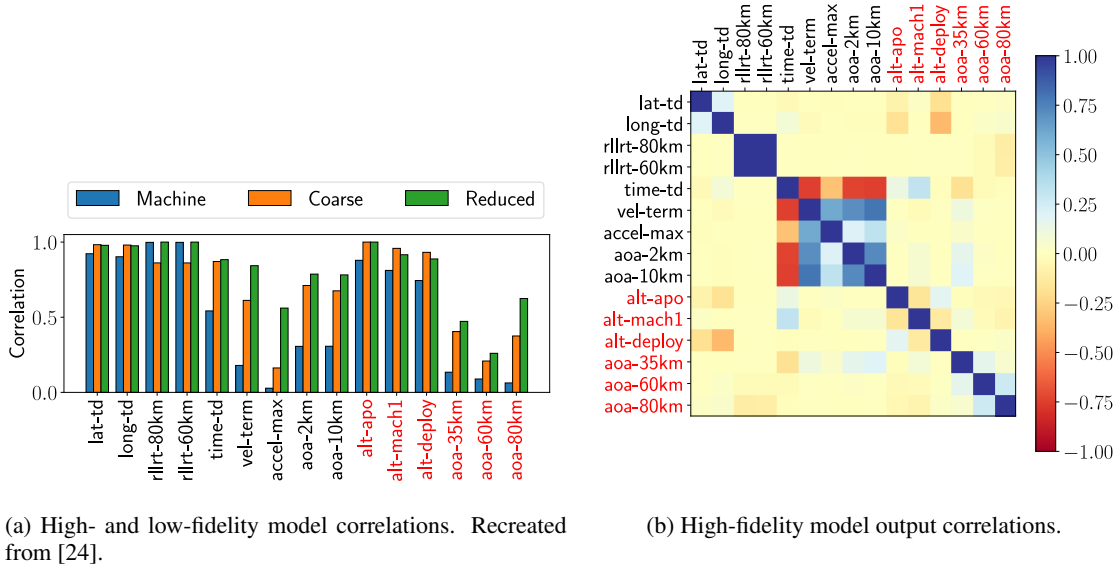 Machine Coarse Reduced
Correlation
1.0
0.5
0.0
lat-td
long-td
rllrt-80km
rllrt-60km
time-td
vel-term
accel-max
aoa-2km
aoa-10km
alt-apo
alt-mach1
alt-deploy
aoa-35km
aoa-60km
aoa-80km
(a) High- and low-fidelity model correlations. Recreated
from [24].
lat-td
long-td
rllrt-80km
rllrt-60km
time-td
vel-term
accel-max
aoa-2km
aoa-10km
alt-apo
alt-mach1
alt-deploy
aoa-35km
aoa-60km
aoa-80km
lat-td
long-td
rllrt-80km
rllrt-60km
time-td
vel-term
accel-max
aoa-2km
aoa-10km
alt-apo
alt-mach1
alt-deploy
aoa-35km
aoa-60km
aoa-80km
1.00
0.75
0.50
0.25
0.00
−0.25
−0.50
−0.75
−1.00
(b) High-fidelity model output correlations.